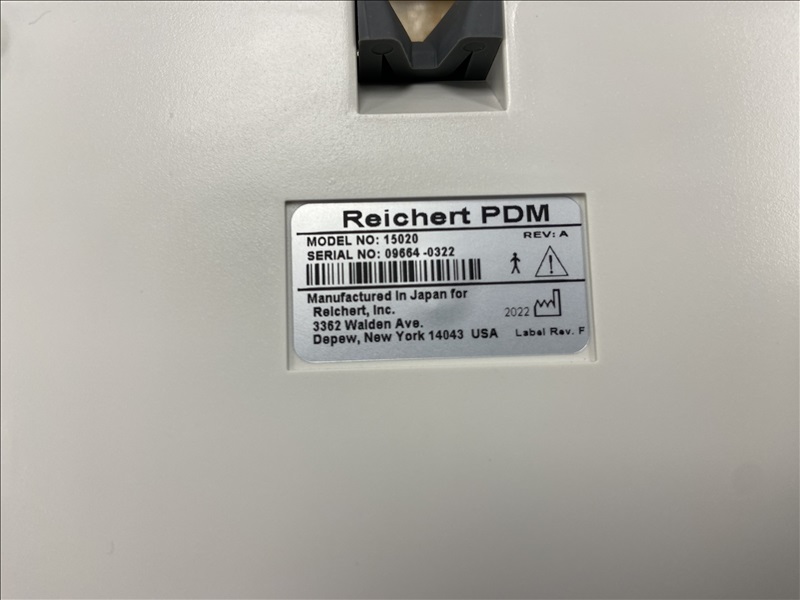 Reichert PDM
MODEL NO: 15020
REV: A
SERIAL NO: 09664-0322
Manufactured in Japan for
Reichert, Inc.
3362 Walden Ave.
Depew, New York 14043 USA
2022
Label Rev. F